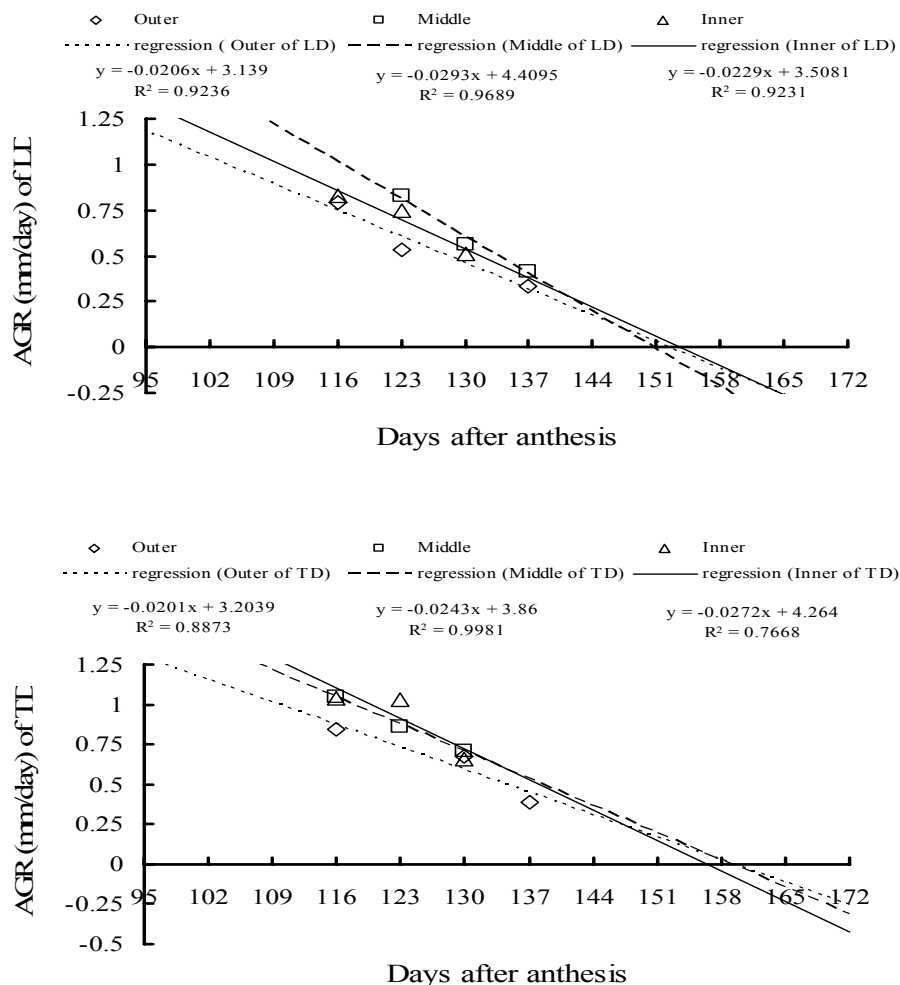 Outer Middle Inner
regression ( Outer of LD) regression (Middle of LD) regression (Inner of LD)
y = -0.0206x + 3.139 y = -0.0293x + 4.4095 y = -0.0229x + 3.5081
R² = 0.9236 R² = 0.9689 R² = 0.9231
AGR (mm/day) of LD
1.25
1
0.75
0.5
0.25
0
-0.25
95 102 109 116 123 130 137 144 151 158 165 172
Days after anthesis
Outer Middle Inner
regression (Outer of TD) regression (Middle of TD) regression (Inner of TD)
y = -0.0201x + 3.2039 y = -0.0243x + 3.86 y = -0.0272x + 4.264
R² = 0.8873 R² = 0.9981 R² = 0.7668
AGR (mm/day) of TD
1.25
1
0.75
0.5
0.25
0
-0.25
-0.5
95 102 109 116 123 130 137 144 151 158 165 172
Days after anthesis